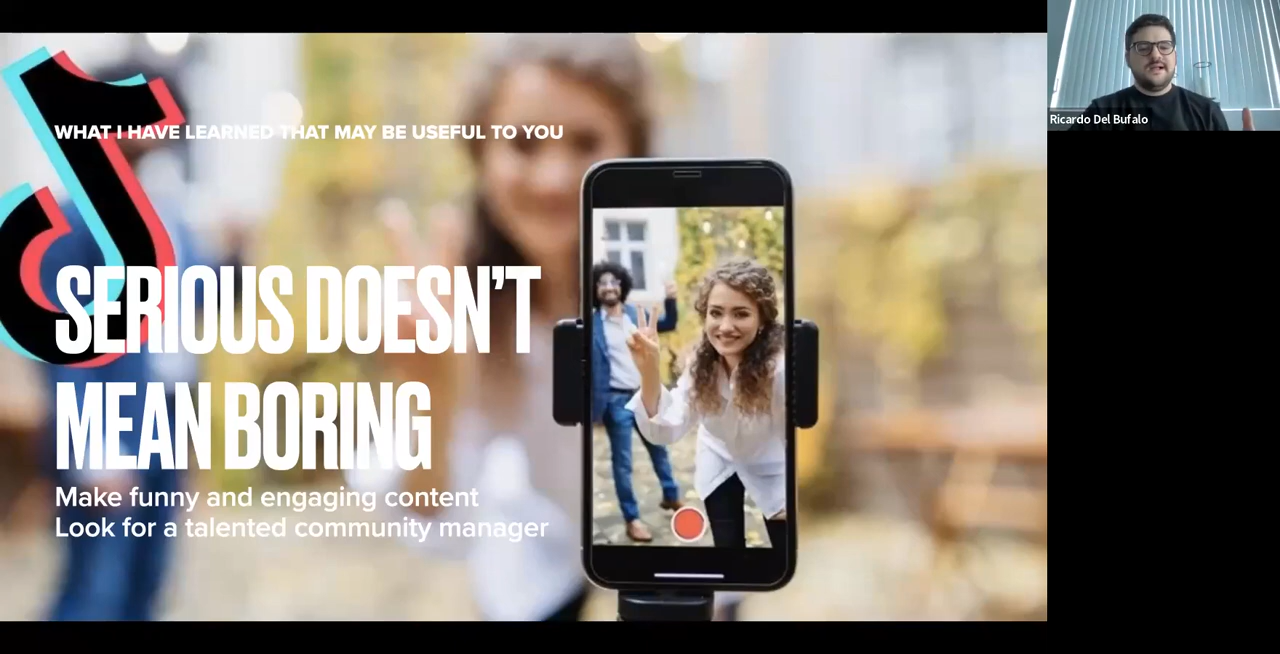 WHAT I HAVE LEARNED THAT MAY BE USEFUL TO YOU
SERIOUS DOESN'T
MEAN BORING
Make funny and engaging content
Look for a talented community manager
Ricardo Del Bufalo